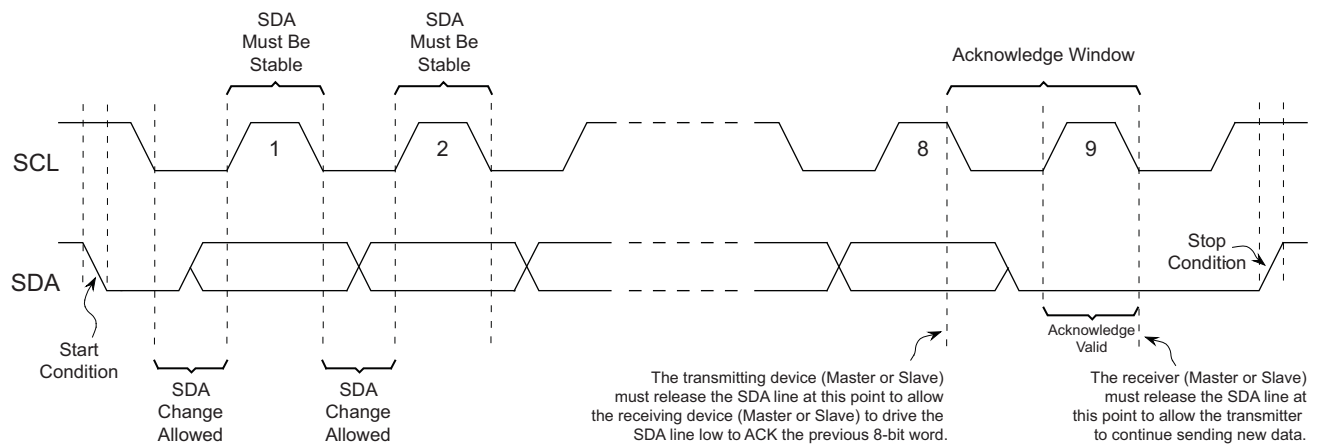 SDA
Must Be
Stable
SDA
Must Be
Stable
Acknowledge Window
SCL
1
2
8
9
SDA
Stop
Condition
Start
Condition
Acknowledge
Valid
SDA
Change
Allowed
SDA
Change
Allowed
The transmitting device (Master or Slave)
must release the SDA line at this point to allow
the receiving device (Master or Slave) to drive the
SDA line low to ACK the previous 8-bit word.
The receiver (Master or Slave)
must release the SDA line at
this point to allow the transmitter
to continue sending new data.